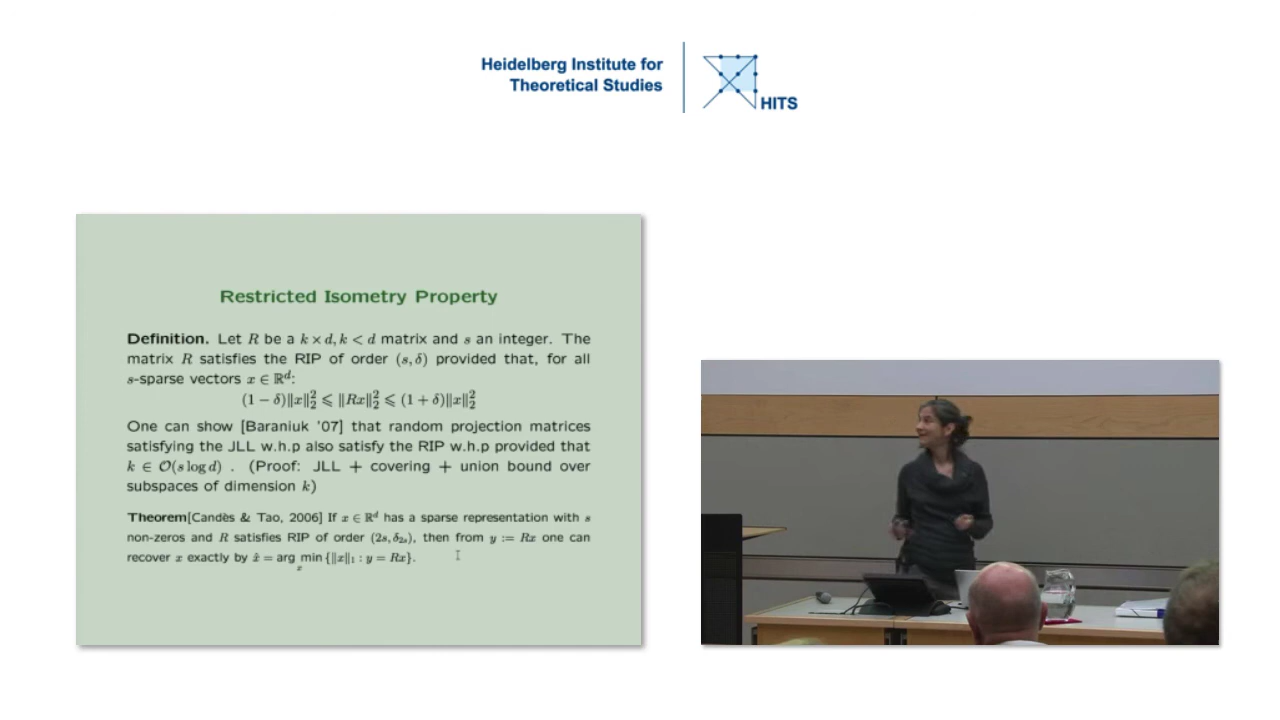 Heidelberg Institute for
Theoretical Studies
HITS
Restricted Isometry Property
Definition. Let R be a k × d, k < d matrix and s an integer. The
matrix R satisfies the RIP of order (s, δ) provided that, for all
s-sparse vectors x ∈ ℝᵈ:
(1 − δ)‖x‖₂² ⩽ ‖Rx‖₂² ⩽ (1 + δ)‖x‖₂²
One can show [Baraniuk '07] that random projection matrices
satisfying the JLL w.h.p also satisfy the RIP w.h.p provided that
k ∈ 𝒪(s log d) . (Proof: JLL + covering + union bound over
subspaces of dimension k)
Theorem[Candès & Tao, 2006] If x ∈ ℝᵈ has a sparse representation with s
non-zeros and R satisfies RIP of order (2s, δ₂ₛ), then from y := Rx one can
recover x exactly by x̂ = arg min {‖x‖₁ : y = Rx}.
x